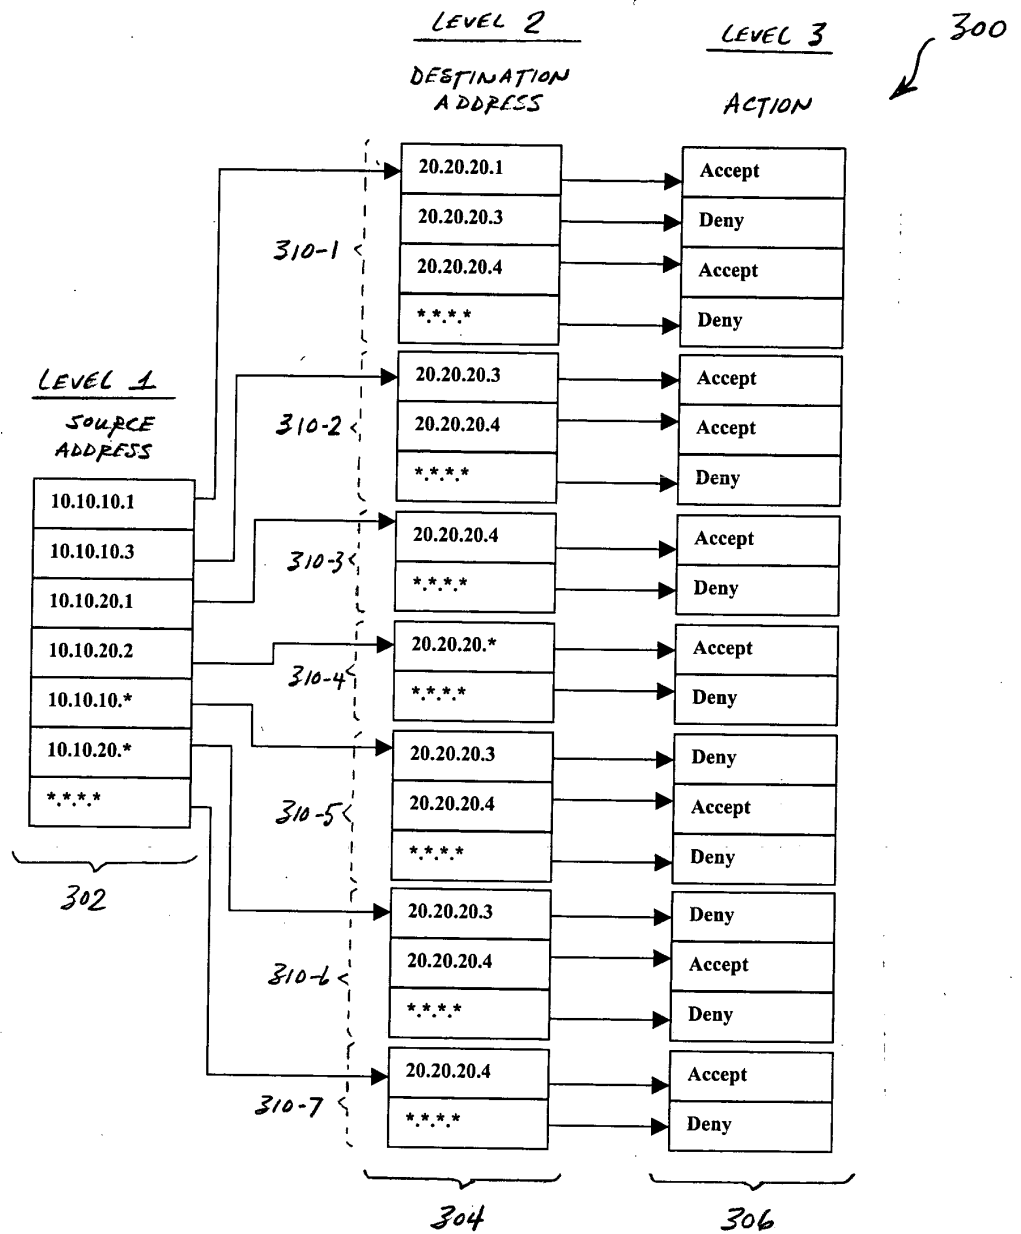 300
LEVEL 2
LEVEL 3
DESTINATION
ADDRESS
ACTION
20.20.20.1
Accept
20.20.20.3
Deny
310-1
20.20.20.4
Accept
*.*.*.*
Deny
LEVEL 1
SOURCE
ADDRESS
20.20.20.3
Accept
310-2
20.20.20.4
Accept
*.*.*.*
Deny
10.10.10.1
10.10.10.3
10.10.20.1
10.10.20.2
10.10.10.*
10.10.20.*
*.*.*.*
302
310-3
20.20.20.4
Accept
*.*.*.*
Deny
310-4
20.20.20.*
Accept
*.*.*.*
Deny
310-5
20.20.20.3
Deny
20.20.20.4
Accept
*.*.*.*
Deny
310-6
20.20.20.3
Deny
20.20.20.4
Accept
*.*.*.*
Deny
310-7
20.20.20.4
Accept
*.*.*.*
Deny
304
306